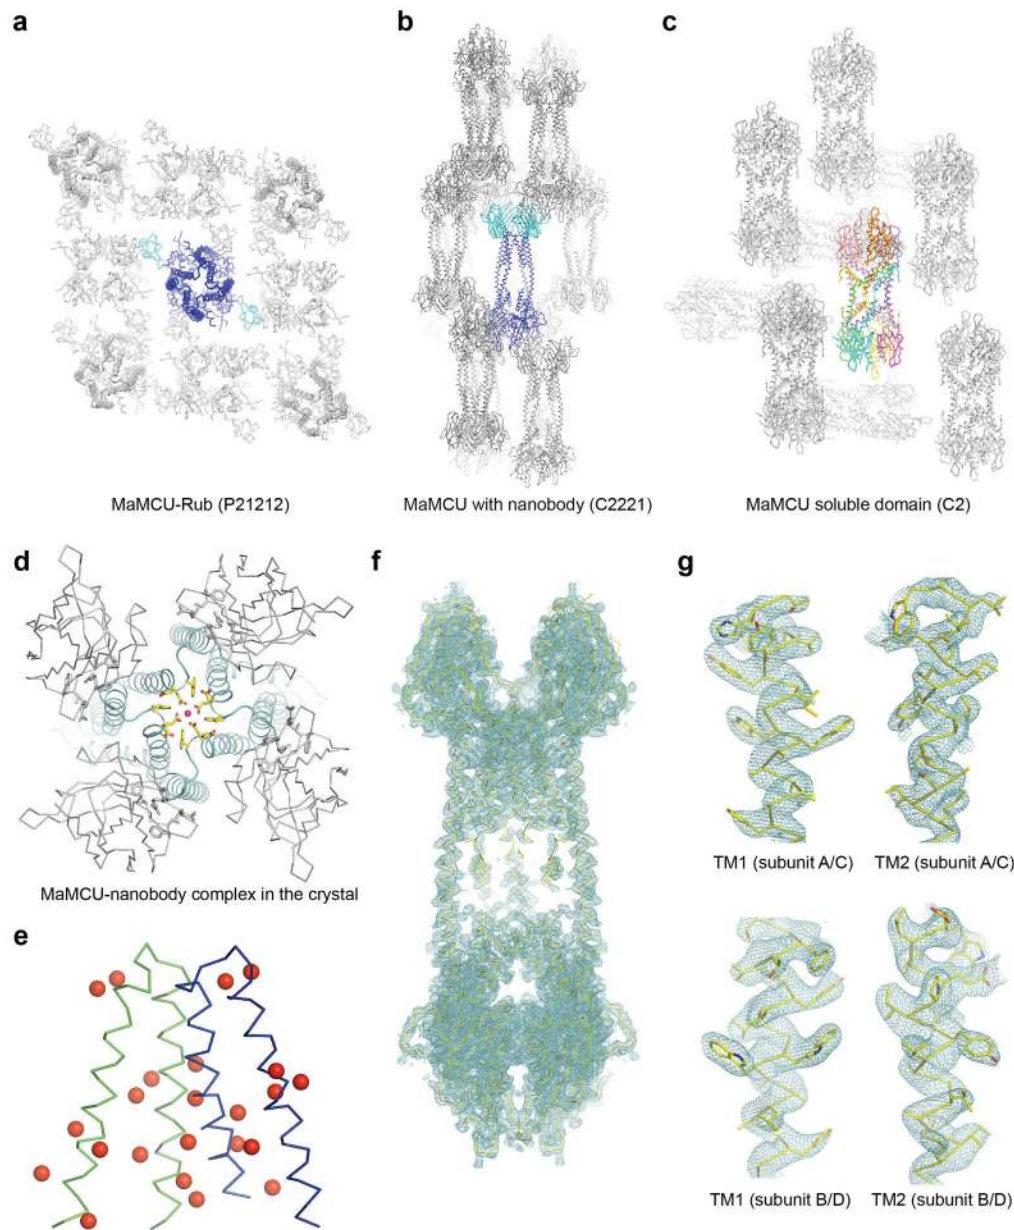 a
b
c
MaMCU-Rub (P21212)
MaMCU with nanobody (C2221)
MaMCU soluble domain (C2)
d
f
g
MaMCU-nanobody complex in the crystal
TM1 (subunit A/C)
TM2 (subunit A/C)
e
TM1 (subunit B/D)
TM2 (subunit B/D)